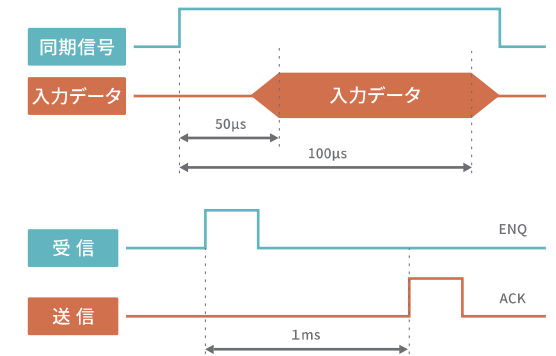 同期信号
入力データ
入力データ
50μs
100μs
受 信
ENQ
送 信
ACK
1ms